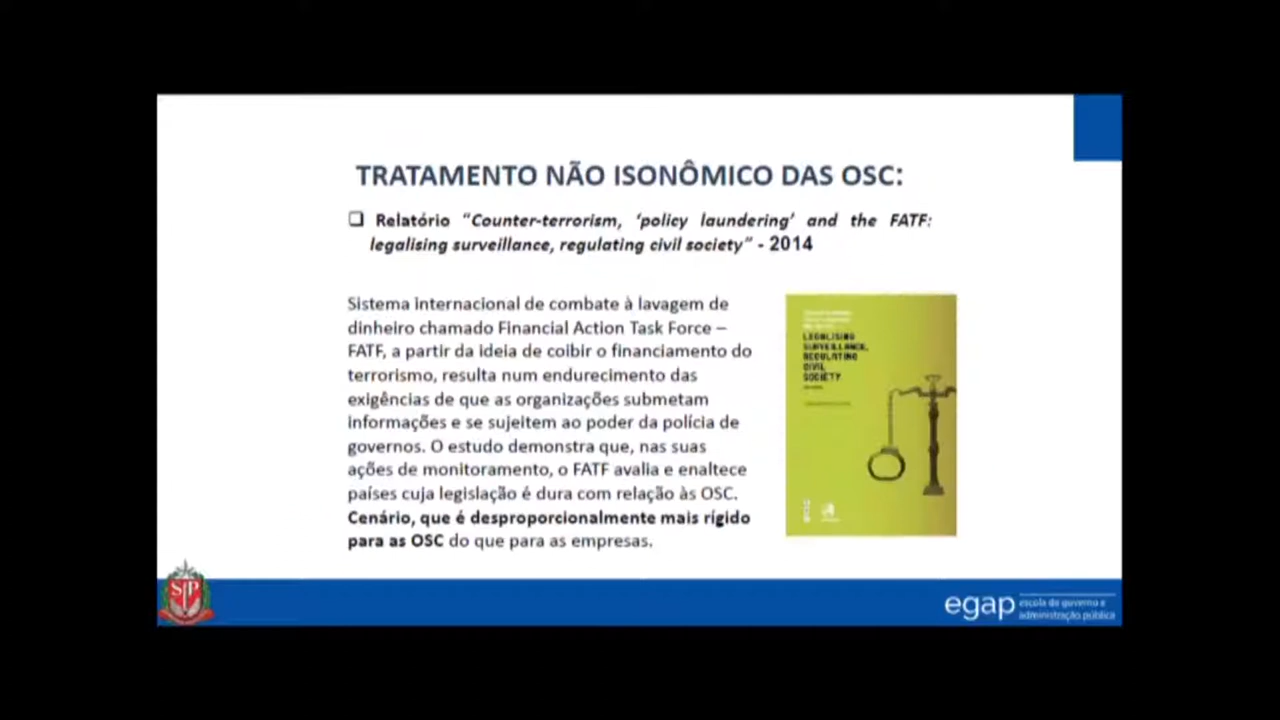 TRATAMENTO NÃO ISONÔMICO DAS OSC:
❑ Relatório “Counter-terrorism, ‘policy laundering’ and the FATF:
legalising surveillance, regulating civil society” - 2014
Sistema internacional de combate à lavagem de
dinheiro chamado Financial Action Task Force –
FATF, a partir da ideia de coibir o financiamento do
terrorismo, resulta num endurecimento das
exigências de que as organizações submetam
informações e se sujeitem ao poder da polícia de
governos. O estudo demonstra que, nas suas
ações de monitoramento, o FATF avalia e enaltece
países cuja legislação é dura com relação às OSC.
Cenário, que é desproporcionalmente mais rígido
para as OSC do que para as empresas.
LEGALISING
SURVEILLANCE,
REGULATING
CIVIL
SOCIETY
SP
egap
escola de governo e
administração pública